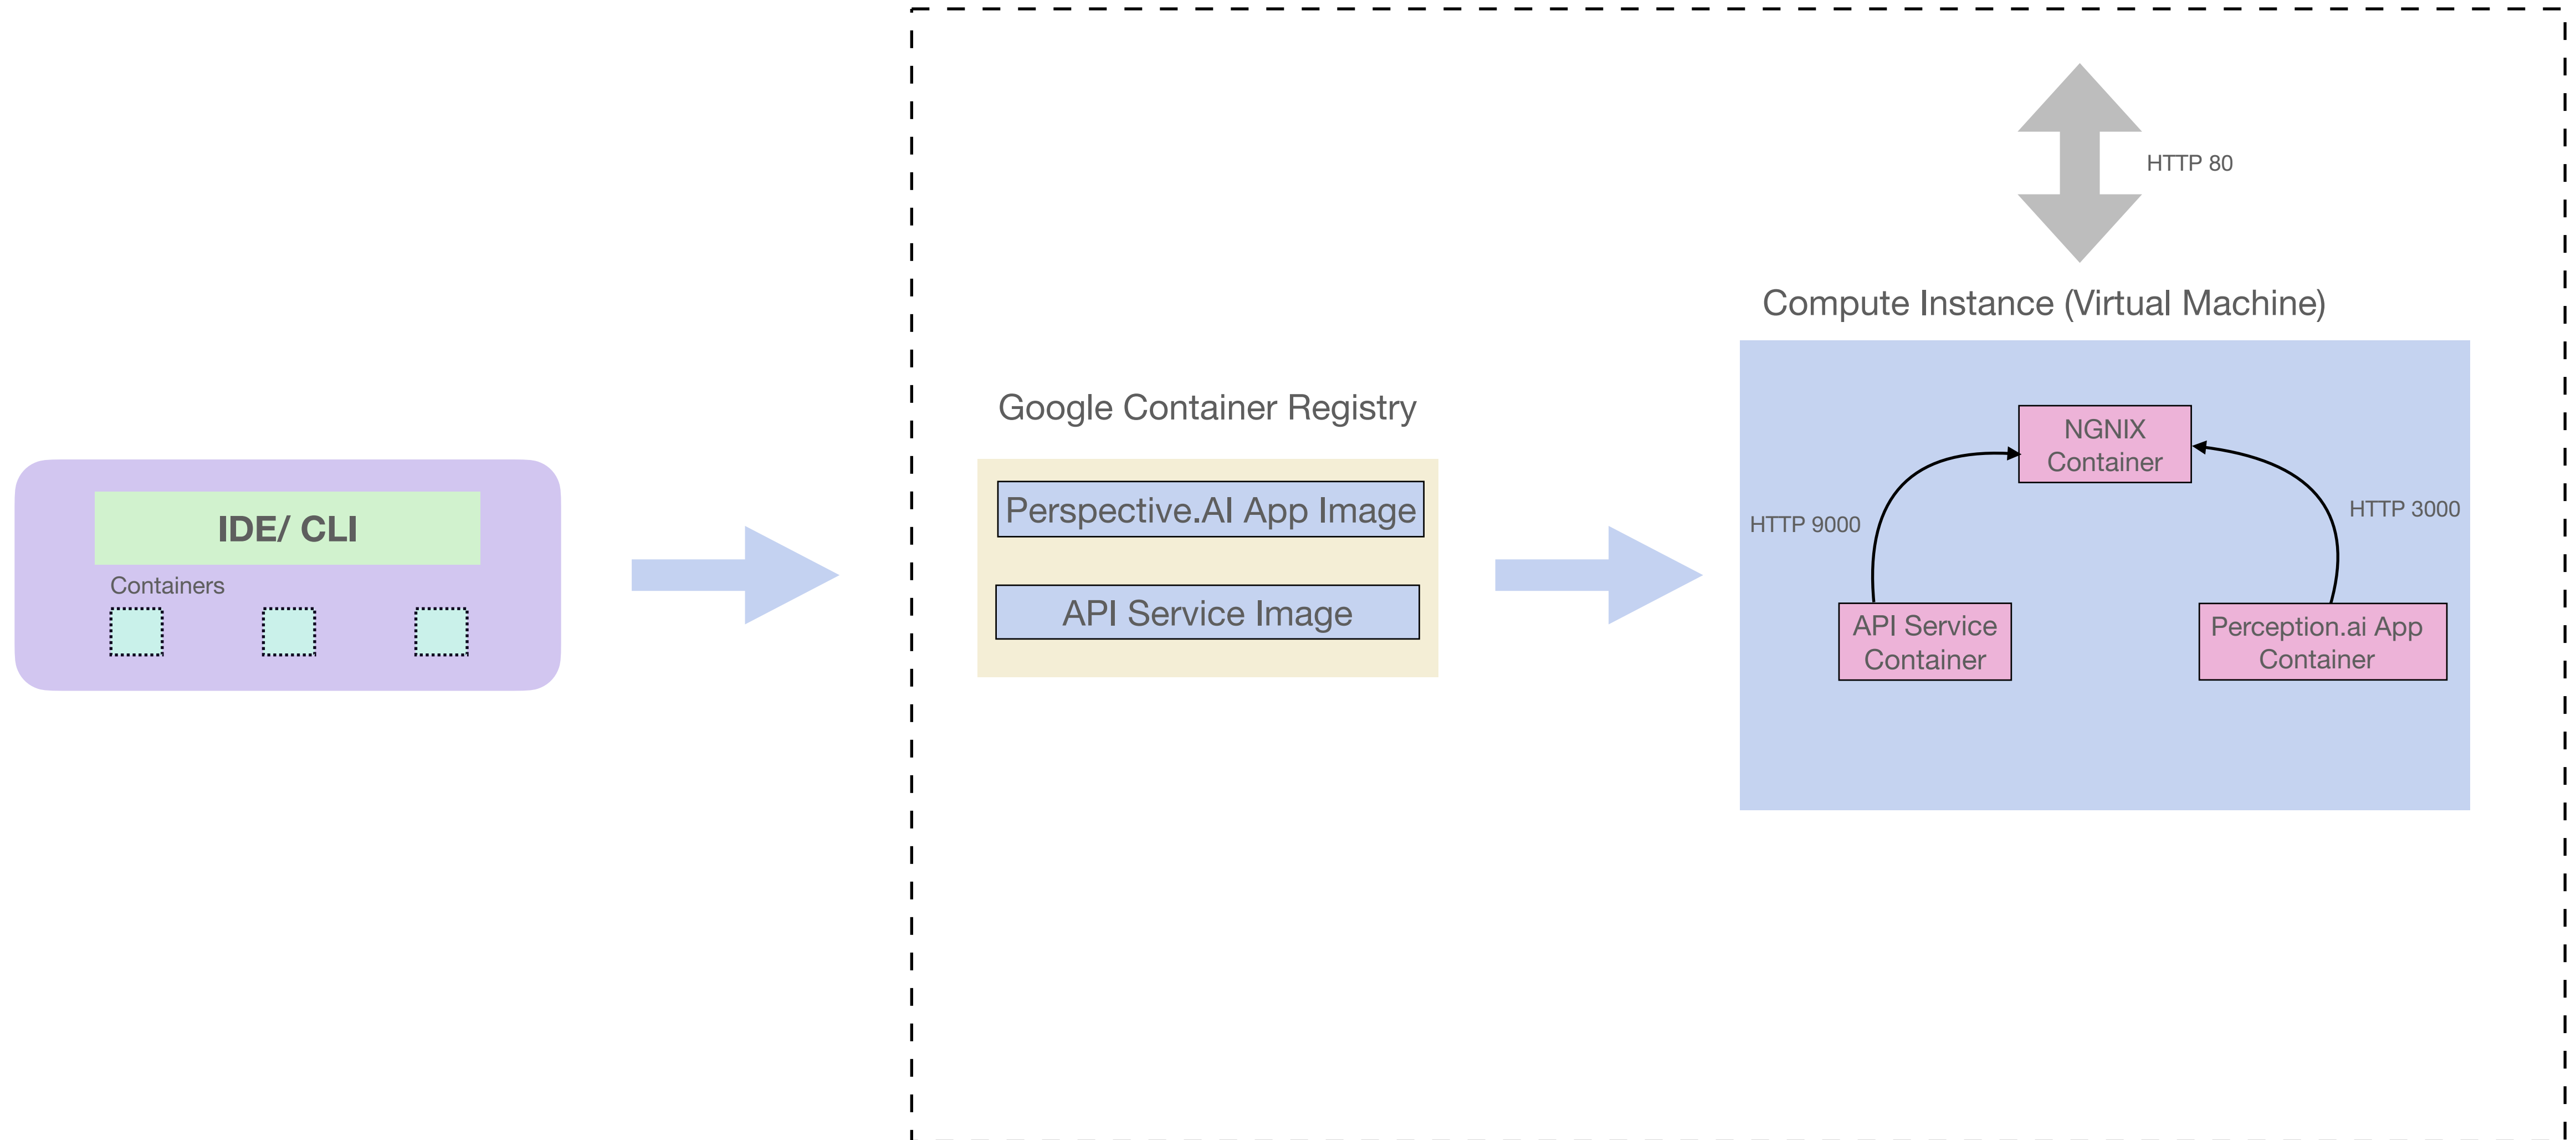 IDE/ CLI
Containers
Google Container Registry
Perspective.AI App Image
API Service Image
HTTP 80
Compute Instance (Virtual Machine)
NGNIX
Container
HTTP 9000
HTTP 3000
API Service
Container
Perception.ai App
Container